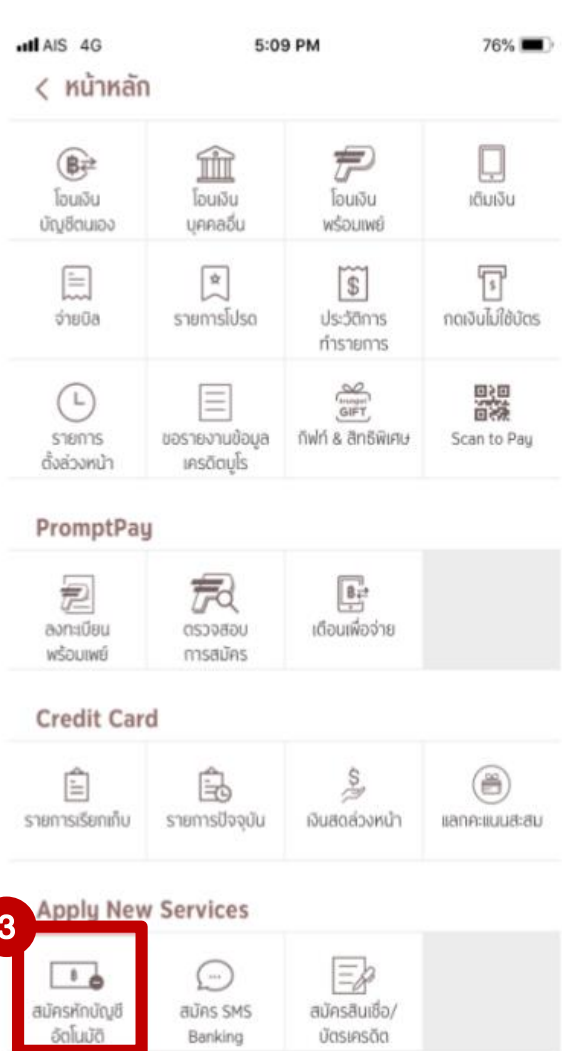 AIS 4G 5:09 PM 76%
< หน้าหลัก
โอนเงิน โอนเงิน โอนเงิน เติมเงิน
บัญชีตนเอง บุคคลอื่น พร้อมเพย์
จ่ายบิล รายการโปรด ประวัติการ กดเงินไม่ใช้บัตร
ทำรายการ
GIFT
รายการ ขอรายงานข้อมูล กิฟท์ & สิทธิพิเศษ Scan to Pay
ตั้งล่วงหน้า เครดิตบูโร
PromptPay
ลงทะเบียน ตรวจสอบ เตือนเพื่อจ่าย
พร้อมเพย์ การสมัคร
Credit Card
รายการเรียกเก็บ รายการปัจจุบัน เงินสดล่วงหน้า แลกคะแนนสะสม
3
Apply New Services
สมัครหักบัญชี สมัคร SMS สมัครสินเชื่อ/
อัตโนมัติ Banking บัตรเครดิต